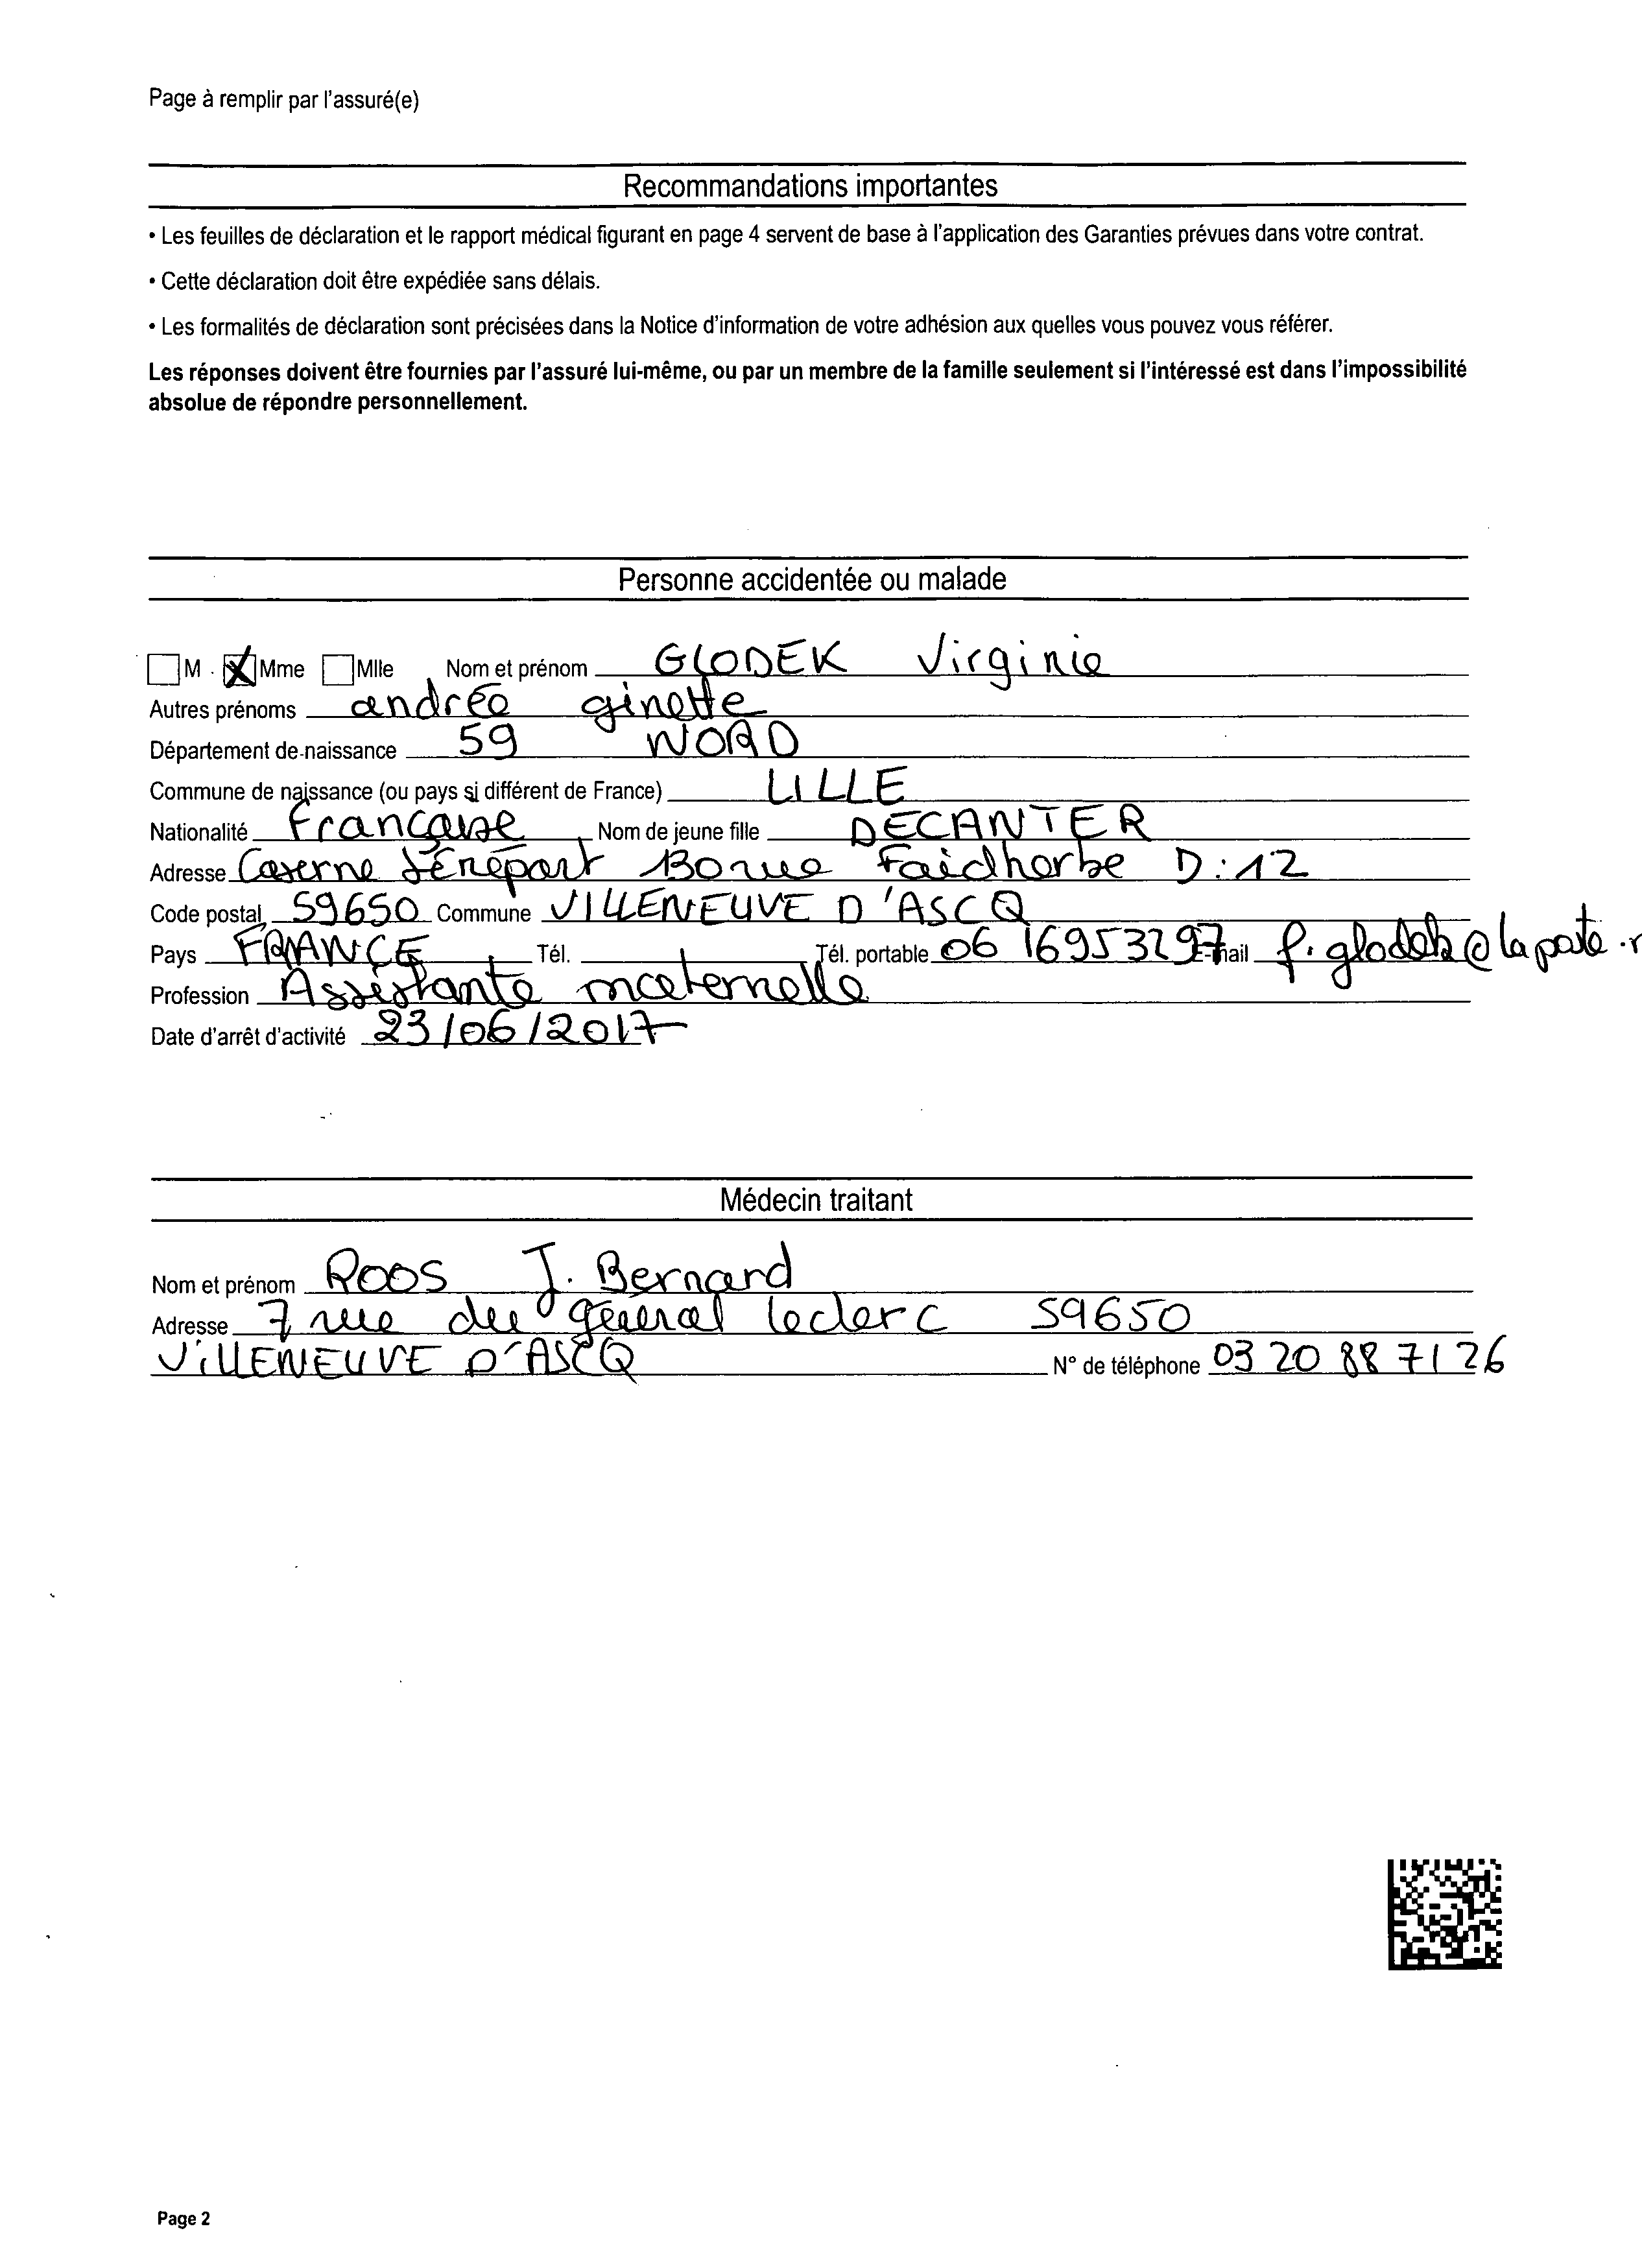 Page à remplir par l'assuré(e)
Recommandations importantes
• Les feuilles de déclaration et le rapport médical figurant en page 4 servent de base à l'application des Garanties prévues dans votre contrat.
• Cette déclaration doit être expédiée sans délais.
• Les formalités de déclaration sont précisées dans la Notice d'information de votre adhésion aux quelles vous pouvez vous référer.
Les réponses doivent être fournies par l'assuré lui-même, ou par un membre de la famille seulement si l'intéressé est dans l'impossibilité
absolue de répondre personnellement.
Personne accidentée ou malade
M X Mme Mlle Nom et prénom GLODEK Virginie
Autres prénoms andrée ginette
Département de naissance 59 NORD
Commune de naissance (ou pays si différent de France) LILLE
Nationalité Française Nom de jeune fille DECANTER
Adresse Caserne 130 rue Faidherbe D:12
Code postal 59650 Commune VILLENEUVE D'ASCQ
Pays FRANCE Tél. Tél. portable 06 16953297 E-mail f.glodek@laposte.n
Profession Assistante maternelle
Date d'arrêt d'activité 23/06/2017
Médecin traitant
Nom et prénom ROOS J. Bernard
Adresse 7 rue du général leclerc 59650
VILLENEUVE D'ASCQ N° de téléphone 03 20 88 71 26
Page 2